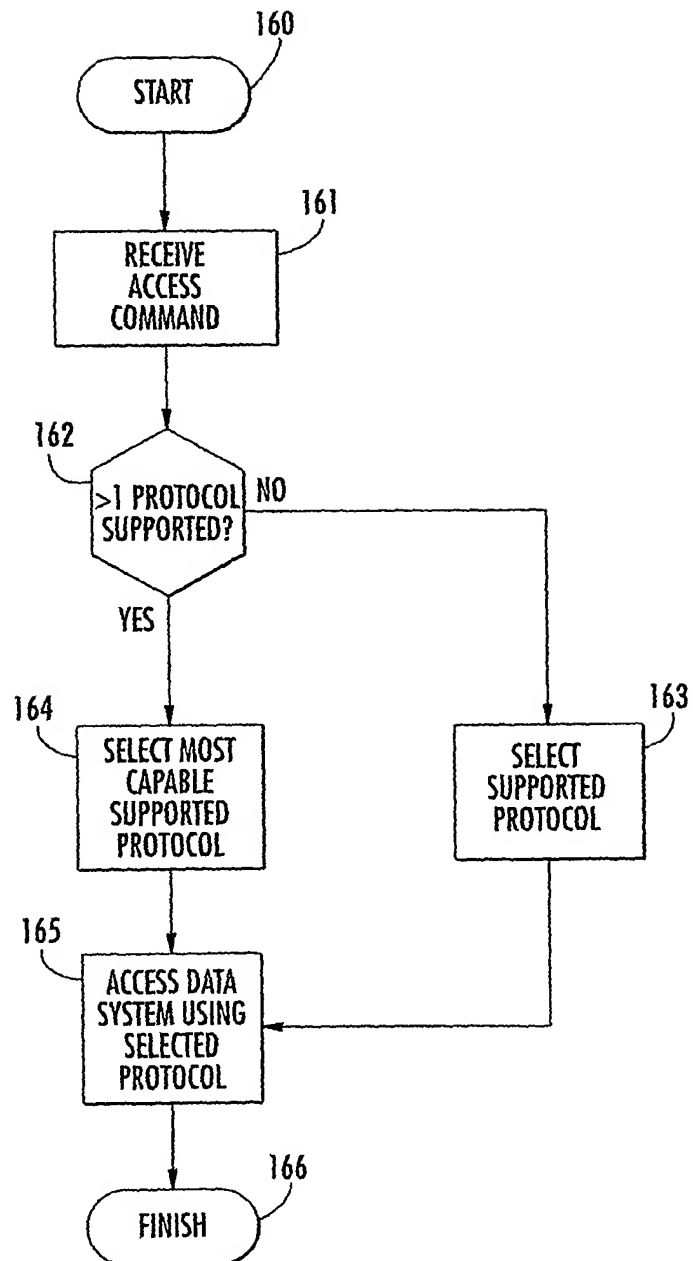 160
START
161
RECEIVE
ACCESS
COMMAND
162
>1 PROTOCOL
SUPPORTED?
NO
YES
164
SELECT MOST
CAPABLE
SUPPORTED
PROTOCOL
163
SELECT
SUPPORTED
PROTOCOL
165
ACCESS DATA
SYSTEM USING
SELECTED
PROTOCOL
166
FINISH